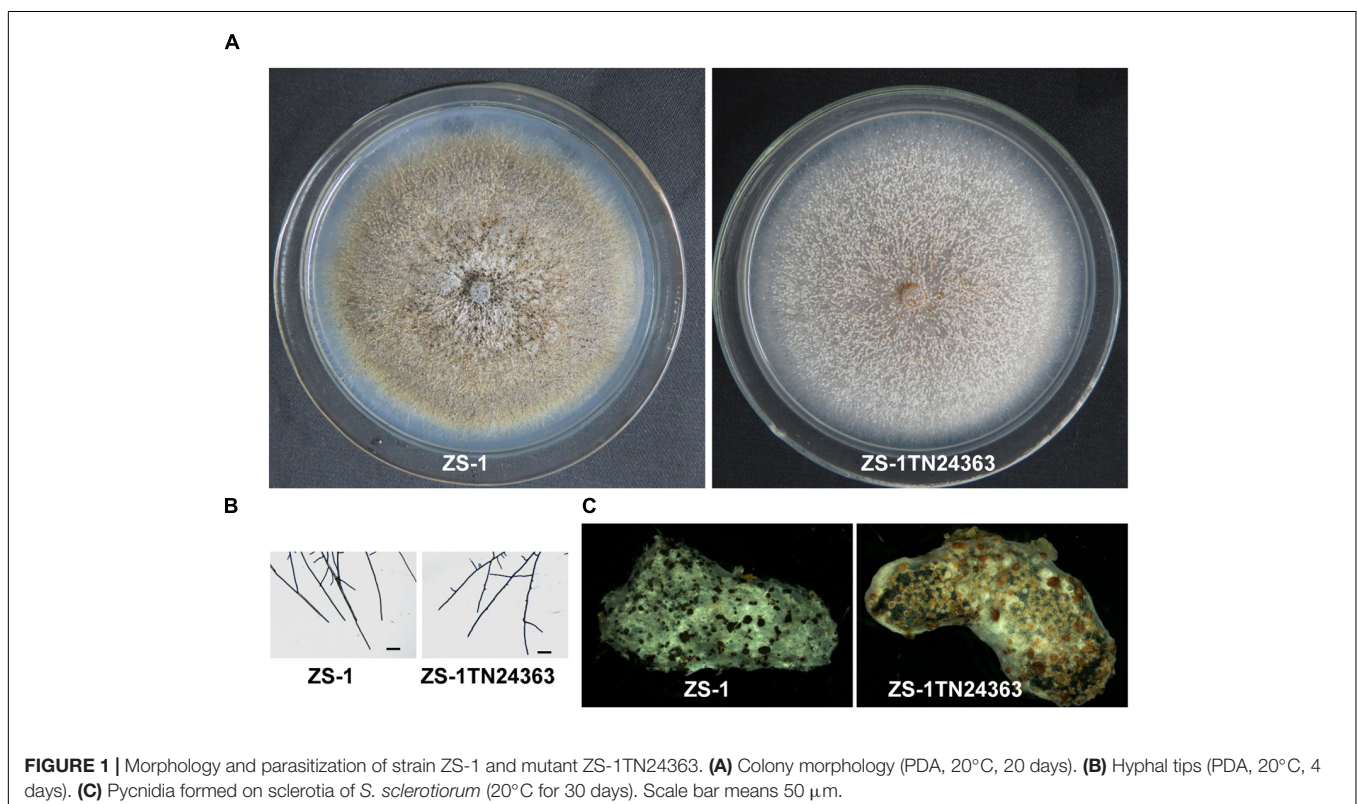 A
ZS-1
ZS-1TN24363
B
ZS-1
ZS-1TN24363
C
ZS-1
ZS-1TN24363
FIGURE 1 | Morphology and parasitization of strain ZS-1 and mutant ZS-1TN24363. (A) Colony morphology (PDA, 20°C, 20 days). (B) Hyphal tips (PDA, 20°C, 4
days). (C) Pycnidia formed on sclerotia of S. sclerotiorum (20°C for 30 days). Scale bar means 50 μm.